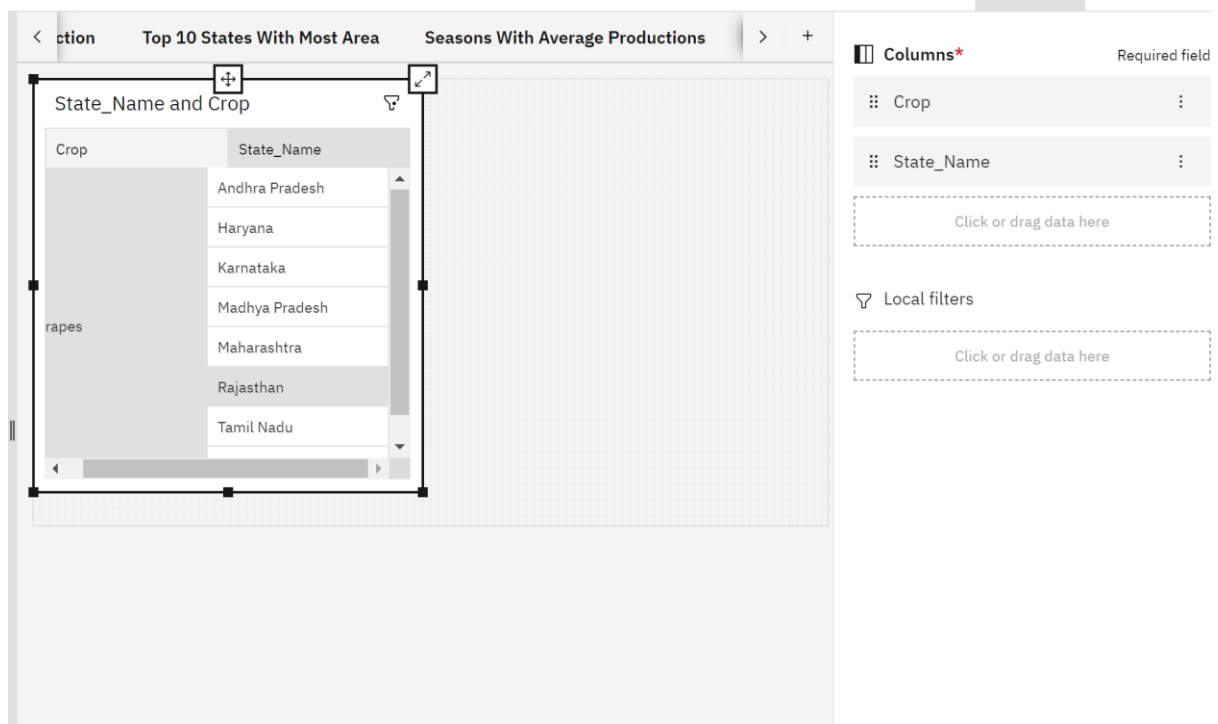 ction Top 10 States With Most Area Seasons With Average Productions
Columns* Required field
State_Name and Crop
Crop
Crop State_Name
State_Name
Andhra Pradesh
Haryana
Click or drag data here
Karnataka
Madhya Pradesh
Local filters
rapes
Maharashtra
Click or drag data here
Rajasthan
Tamil Nadu